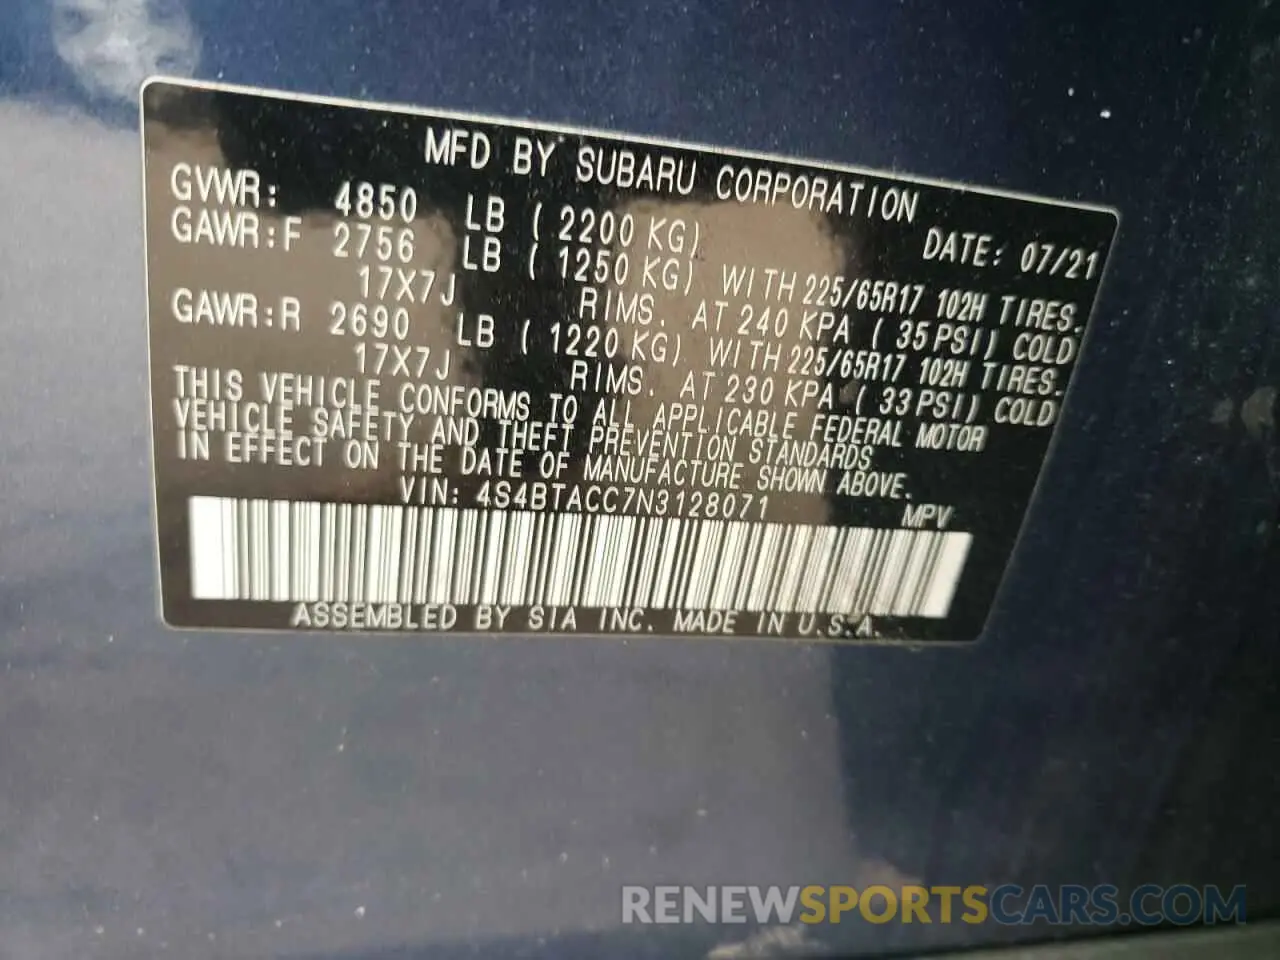 MFD BY SUBARU CORPORATION
DATE: 07/21
GVWR: 4850 LB ( 2200 KG)
GAWR:F 2756 LB ( 1250 KG) WITH 225/65R17 102H TIRES.
17X7J RIMS. AT 240 KPA ( 35 PSI) COLD
GAWR:R 2690 LB ( 1220 KG) WITH 225/65R17 102H TIRES.
17X7J RIMS. AT 230 KPA ( 33 PSI) COLD
THIS VEHICLE CONFORMS TO ALL APPLICABLE FEDERAL MOTOR
VEHICLE SAFETY AND THEFT PREVENTION STANDARDS
IN EFFECT ON THE DATE OF MANUFACTURE SHOWN ABOVE.
VIN: 4S4BTACC7N3128071 MPV
ASSEMBLED BY SIA INC. MADE IN U.S.A.
RENEWSPORTSCARS.COM